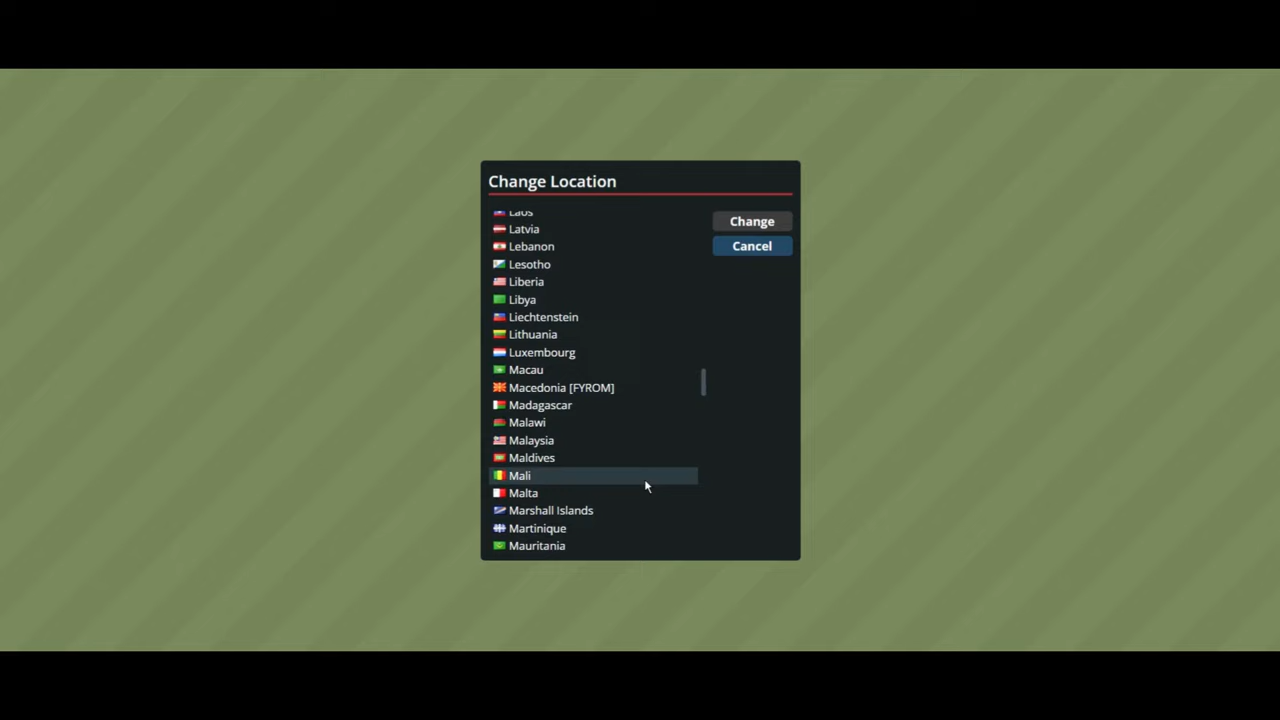 Change Location
Laos
Latvia
Lebanon
Lesotho
Liberia
Libya
Liechtenstein
Lithuania
Luxembourg
Macau
Macedonia [FYROM]
Madagascar
Malawi
Malaysia
Maldives
Mali
Malta
Marshall Islands
Martinique
Mauritania
Change
Cancel